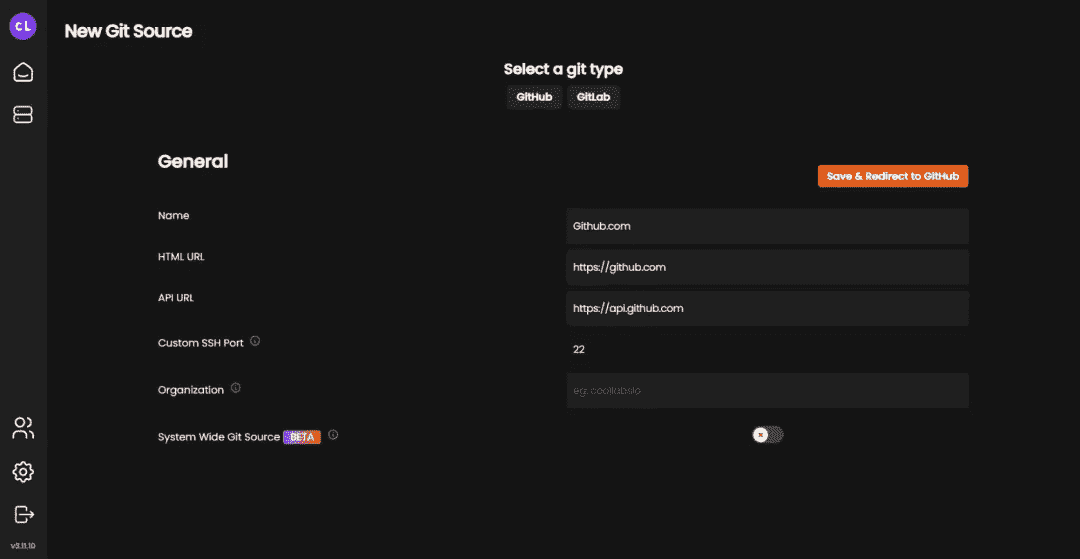 CL
New Git Source
Select a git type
GitHub GitLab
General
Save & Redirect to GitHub
Name
Github.com
HTML URL
https://github.com
API URL
https://api.github.com
Custom SSH Port
22
Organization
eg: coollabsio
System Wide Git Source BETA
v3.11.10